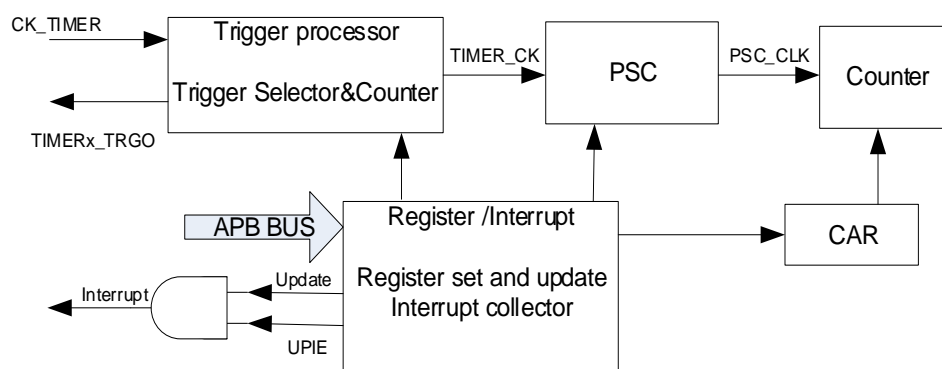 CK_TIMER
Trigger processor
Trigger Selector&Counter
TIMERx_TRGO
TIMER_CK
PSC
PSC_CLK
Counter
APB BUS
Register /Interrupt
Register set and update
Interrupt collector
CAR
Interrupt
Update
UPIE